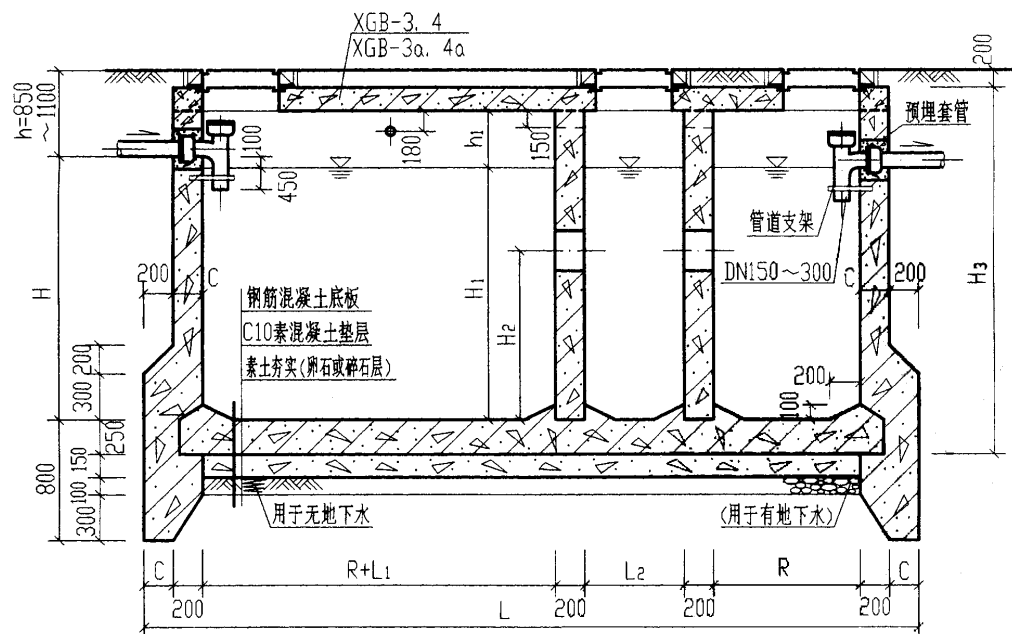 XGB-3. 4
XGB-3a. 4a
200
h=850
~1100
100
450
180
h₁
150
预埋套管
管道支架
DN150~300
200
C
H
H₁
H₂
H₃
C
200
钢筋混凝土底板
C10素混凝土垫层
素土夯实(卵石或碎石层)
200
300
250
200
100
800
150
100
300
用于无地下水
(用于有地下水)
C
R+L₁
L₂
R
C
200
200
200
200
L